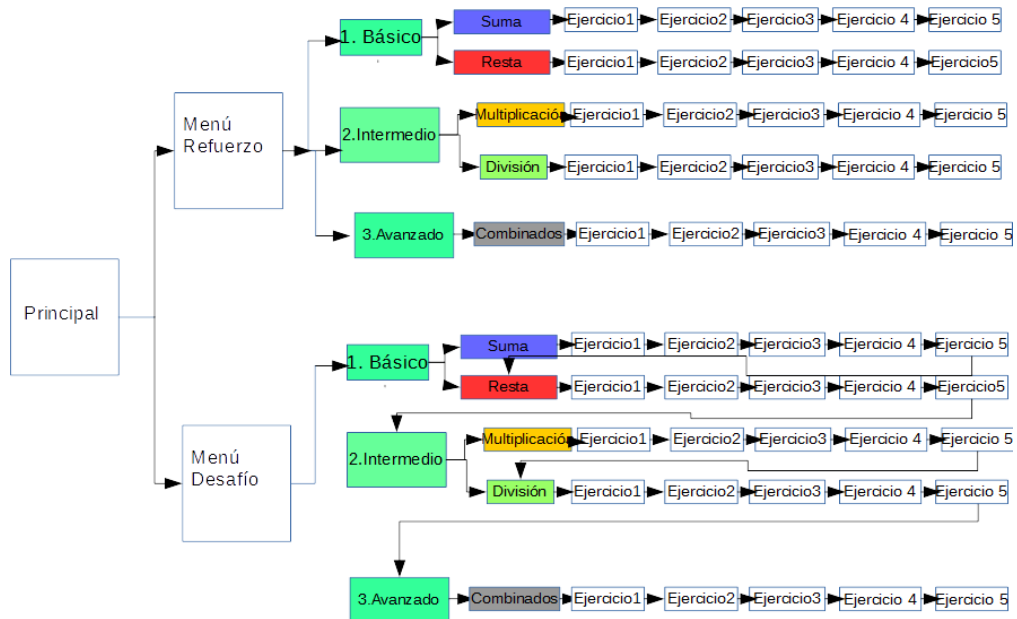 Suma
Ejercicio1
Ejercicio2
Ejercicio3
Ejercicio 4
Ejercicio 5
1. Básico
Resta
Ejercicio1
Ejercicio2
Ejercicio3
Ejercicio 4
Ejercicio5
Menú
Refuerzo
2.Intermedio
Multiplicación
Ejercicio1
Ejercicio2
Ejercicio3
Ejercicio 4
Ejercicio 5
División
Ejercicio1
Ejercicio2
Ejercicio3
Ejercicio 4
Ejercicio 5
3.Avanzado
Combinados
Ejercicio1
Ejercicio2
Ejercicio3
Ejercicio 4
Ejercicio 5
Principal
1. Básico
Suma
Ejercicio1
Ejercicio2
Ejercicio3
Ejercicio 4
Ejercicio 5
Resta
Ejercicio1
Ejercicio2
Ejercicio3
Ejercicio 4
Ejercicio5
Menú
Desafío
2.Intermedio
Multiplicación
Ejercicio1
Ejercicio2
Ejercicio3
Ejercicio 4
Ejercicio 5
División
Ejercicio1
Ejercicio2
Ejercicio3
Ejercicio 4
Ejercicio 5
3.Avanzado
Combinados
Ejercicio1
Ejercicio2
Ejercicio3
Ejercicio 4
Ejercicio 5